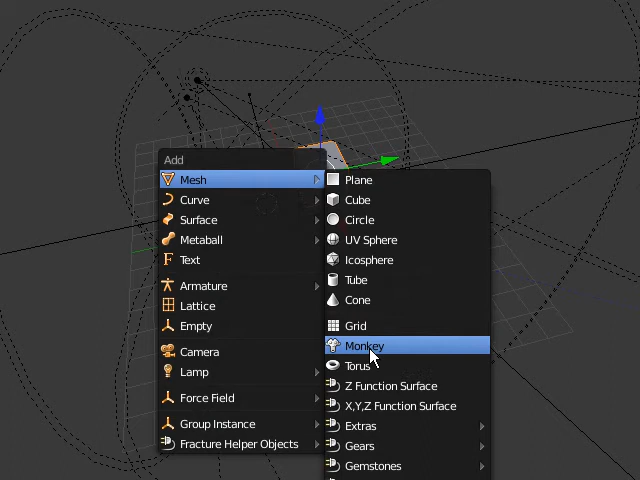 Add
Mesh
Curve
Surface
Metaball
Text
Armature
Lattice
Empty
Camera
Lamp
Force Field
Group Instance
Fracture Helper Objects
Plane
Cube
Circle
UV Sphere
Icosphere
Tube
Cone
Grid
Monkey
Torus
Z Function Surface
X,Y,Z Function Surface
Extras
Gears
Gemstones